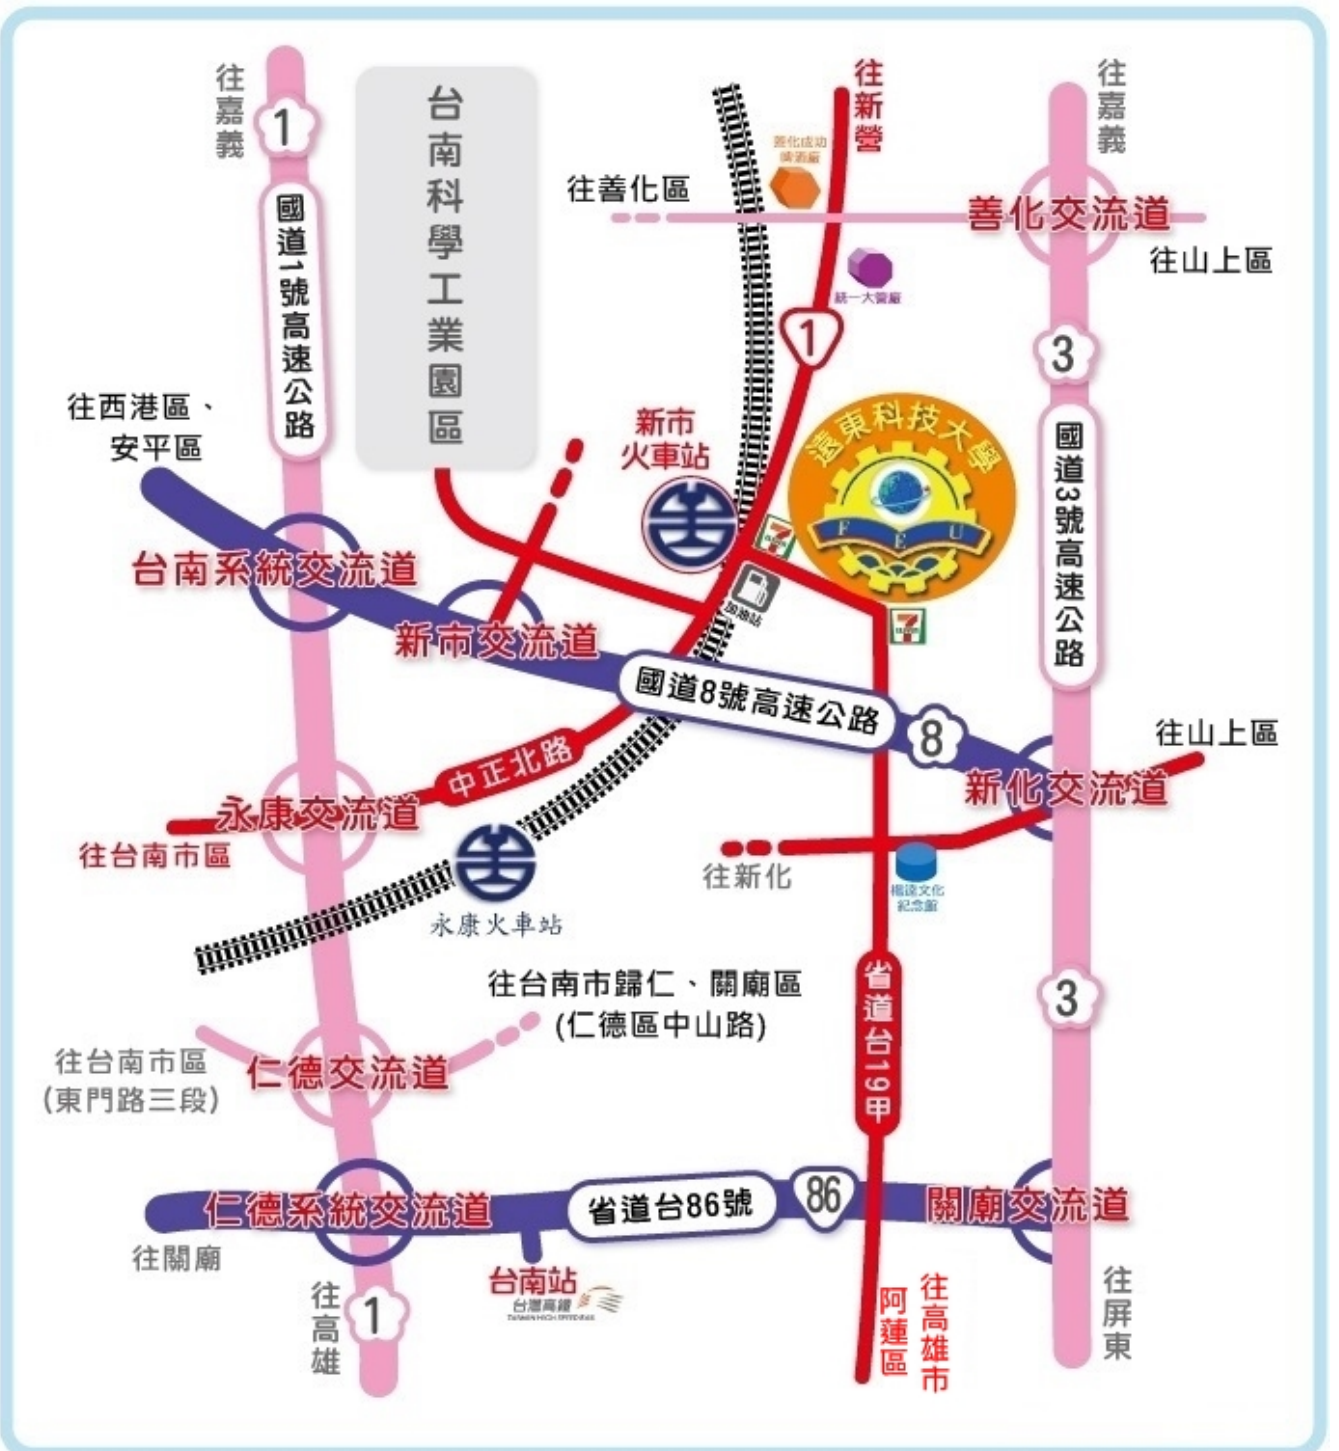 往嘉義
1
國道1號高速公路
台南科學工業園區
往新營
善化成功
啤酒廠
往善化區
往嘉義
善化交流道
往山上區
統一大營廠
1
3
國道3號高速公路
往西港區、
安平區
新市
火車站
遠東科技大學
F E U
7
ELEVEN
加油站
7
ELEVEN
台南系統交流道
新市交流道
國道8號高速公路
8
往山上區
新化交流道
中正北路
永康交流道
往台南市區
永康火車站
往新化
楊逵文化
紀念館
省道台19甲
3
往台南市歸仁、關廟區
(仁德區中山路)
往台南市區
(東門路三段)
仁德交流道
仁德系統交流道
省道台86號
86
關廟交流道
往關廟
台南站
台灣高鐵
TAIWAN HIGH SPEED RAIL
往高雄
1
往高雄市
阿蓮區
往屏東